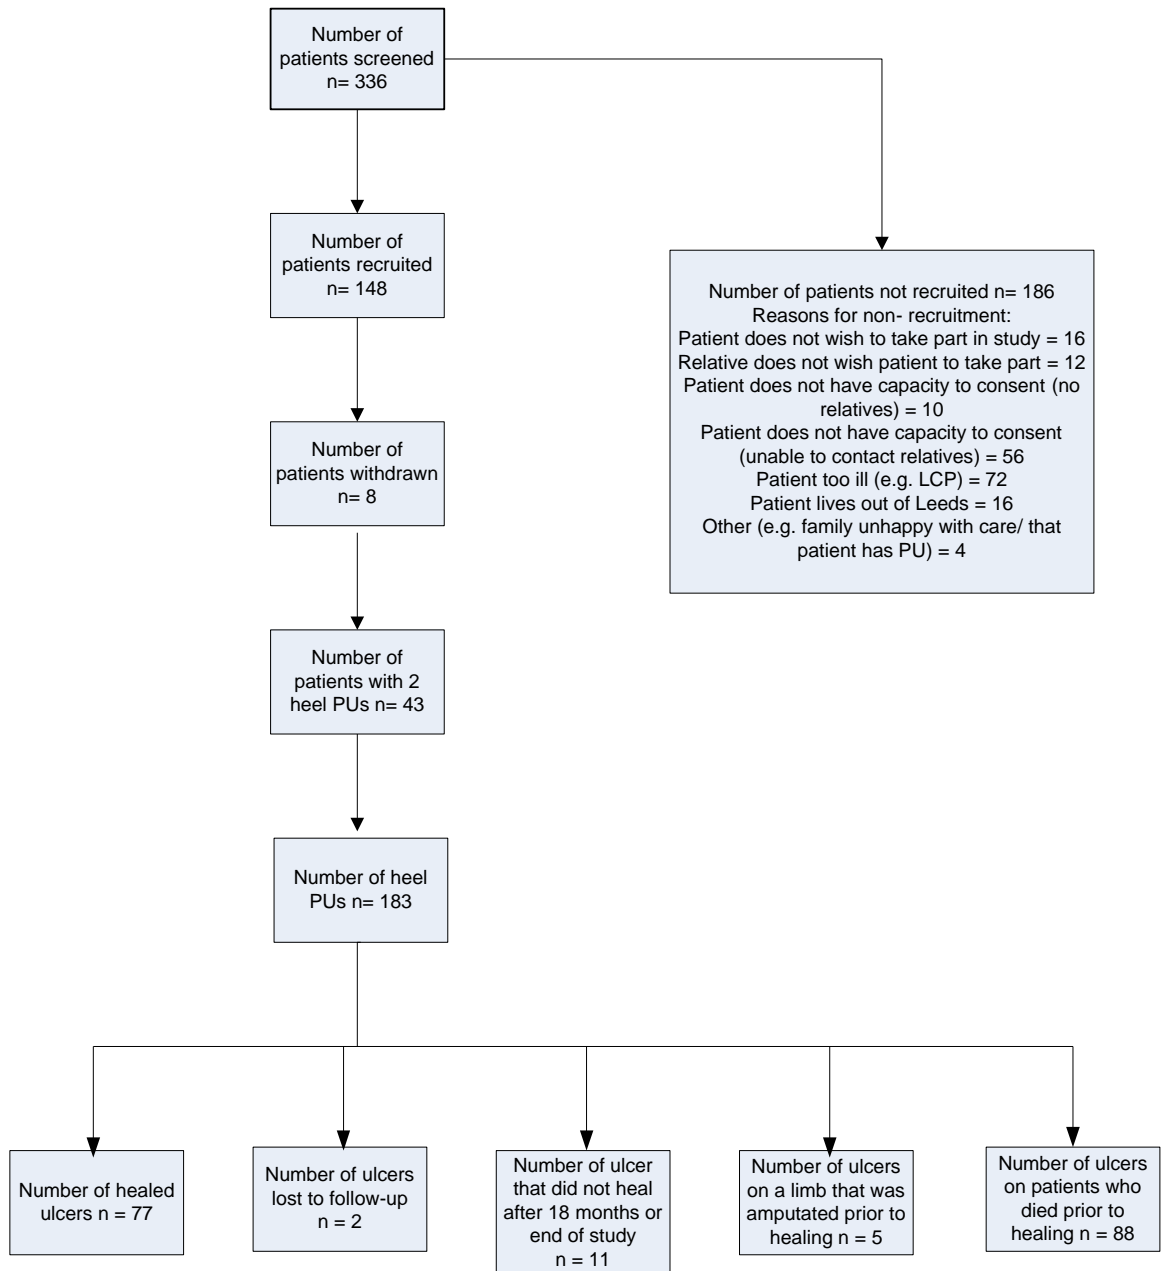 Number of
patients screened
n= 336
Number of
patients recruited
n= 148
Number of patients not recruited n= 186
Reasons for non- recruitment:
Patient does not wish to take part in study = 16
Relative does not wish patient to take part = 12
Patient does not have capacity to consent (no
relatives) = 10
Patient does not have capacity to consent
(unable to contact relatives) = 56
Patient too ill (e.g. LCP) = 72
Patient lives out of Leeds = 16
Other (e.g. family unhappy with care/ that
patient has PU) = 4
Number of
patients withdrawn
n= 8
Number of
patients with 2
heel PUs n= 43
Number of heel
PUs n= 183
Number of healed
ulcers n = 77
Number of ulcers
lost to follow-up
n = 2
Number of ulcer
that did not heal
after 18 months or
end of study
n = 11
Number of ulcers
on a limb that was
amputated prior to
healing n = 5
Number of ulcers
on patients who
died prior to
healing n = 88